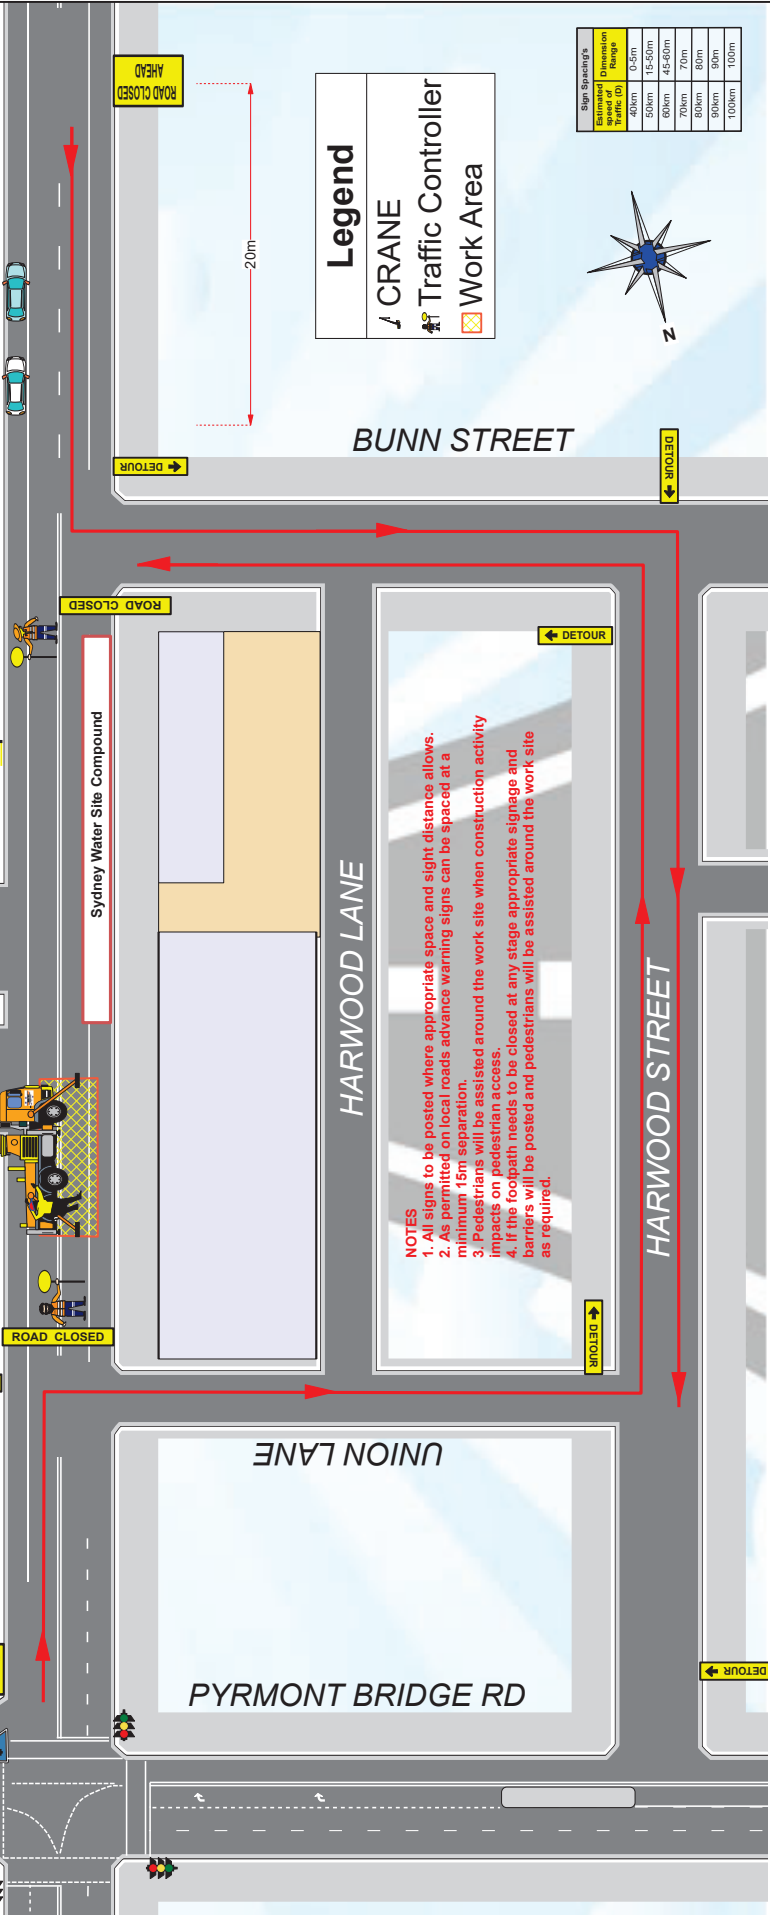 ROAD CLOSED
AHEAD
20m
Legend
CRANE
Traffic Controller
Work Area
Sign Spacing's
Estimated speed of Traffic (D) Dimension Range
40km 0-5m
50km 15-50m
60km 45-60m
70km 70m
80km 80m
90km 90m
100km 100m
N
BUNN STREET
DETOUR
DETOUR
ROAD CLOSED
DETOUR
Sydney Water Site Compound
HARWOOD LANE
NOTES
1. All signs to be posted where appropriate space and sight distance allows.
2. As permitted on local roads advance warning signs can be spaced at a
minimum 15m separation.
3. Pedestrians will be assisted around the work site when construction activity
impacts on pedestrian access.
4. If the footpath needs to be closed at any stage appropriate signage and
barriers will be posted and pedestrians will be assisted around the work site
as required.
HARWOOD STREET
ROAD CLOSED
DETOUR
UNION LANE
PYRMONT BRIDGE RD
DETOUR